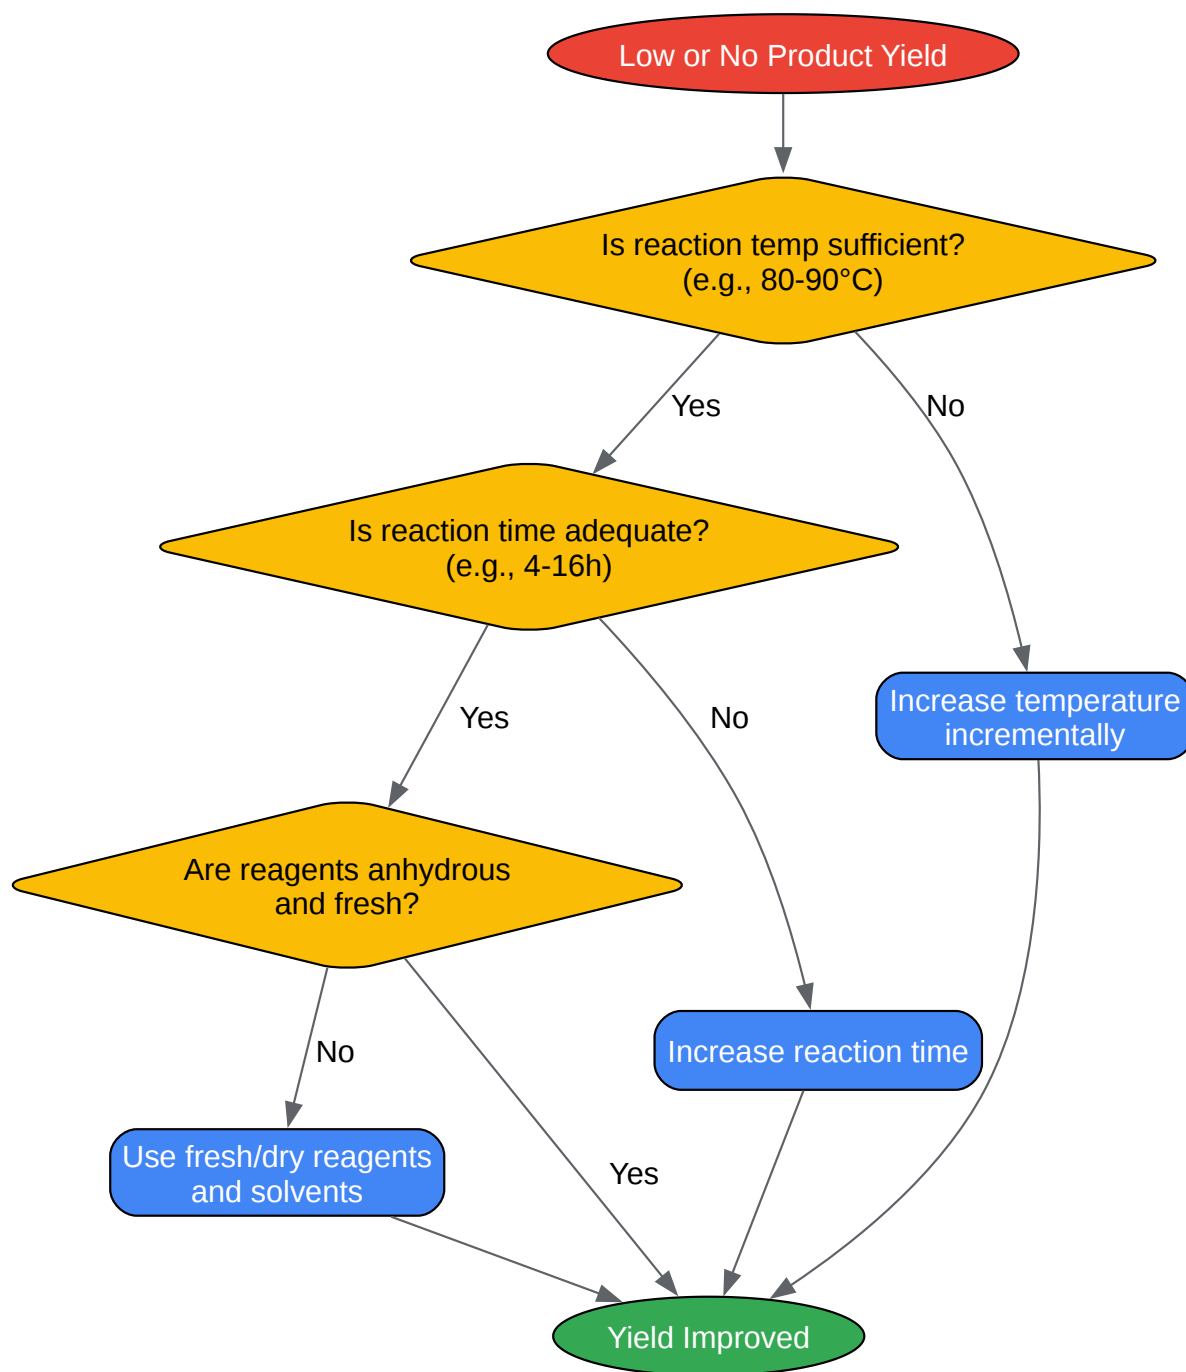 Low or No Product Yield
Is reaction temp sufficient?
(e.g., 80-90°C)
Yes
No
Is reaction time adequate?
(e.g., 4-16h)
Increase temperature
incrementally
Yes
No
Are reagents anhydrous
and fresh?
No
Increase reaction time
Use fresh/dry reagents
and solvents
Yes
Yield Improved